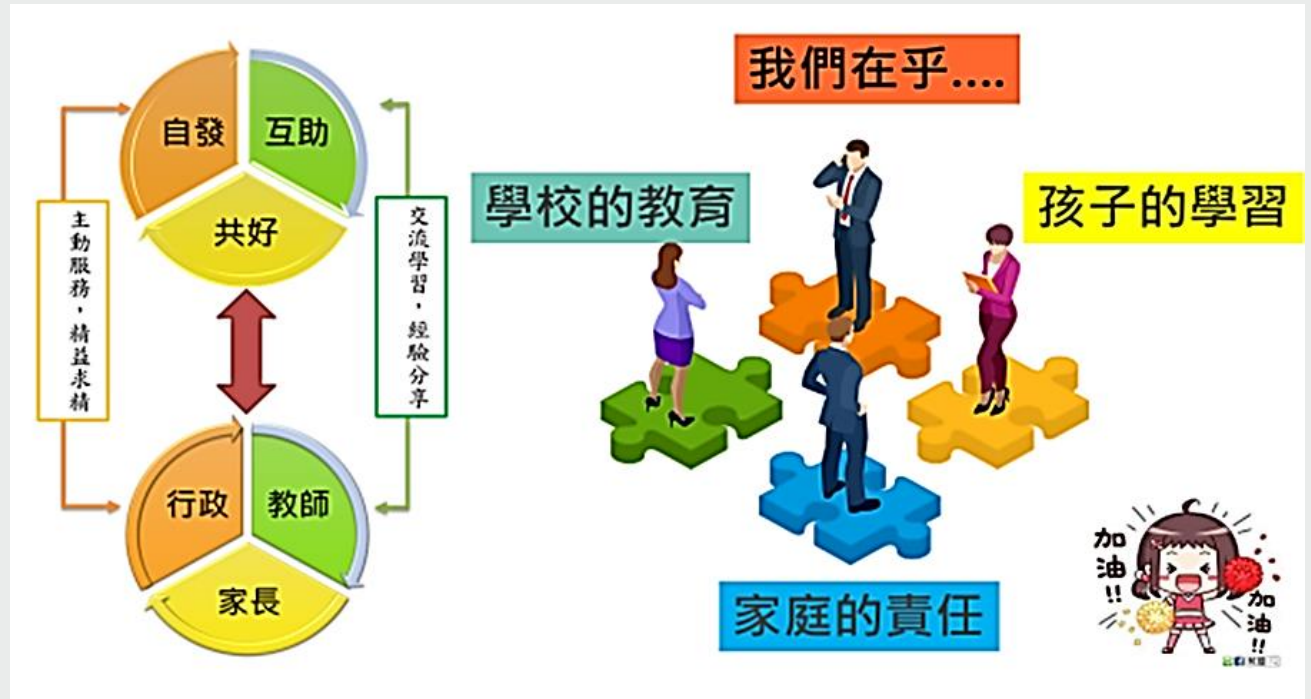 自發
互助
共好
主動服務，精益求精
交流學習，經驗分享
行政
教師
家長
我們在乎....
學校的教育
孩子的學習
家庭的責任
加油!!
加油!!